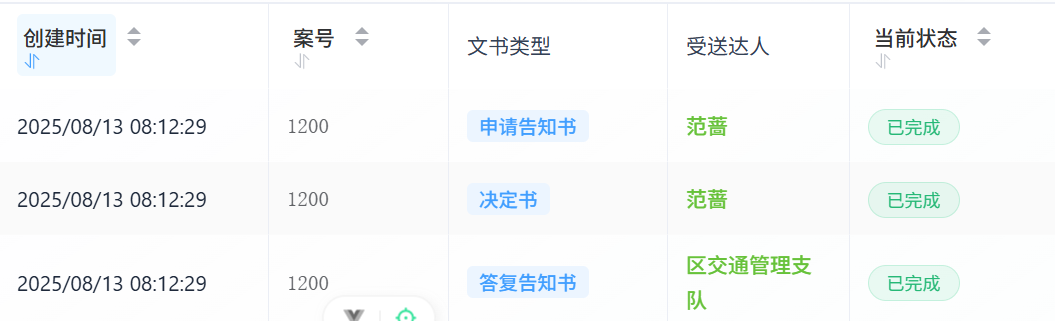 创建时间 案号 文书类型 受送达人 当前状态
2025/08/13 08:12:29 1200 申请告知书 范蔷 已完成
2025/08/13 08:12:29 1200 决定书 范蔷 已完成
2025/08/13 08:12:29 1200 答复告知书 区交通管理支 已完成
队